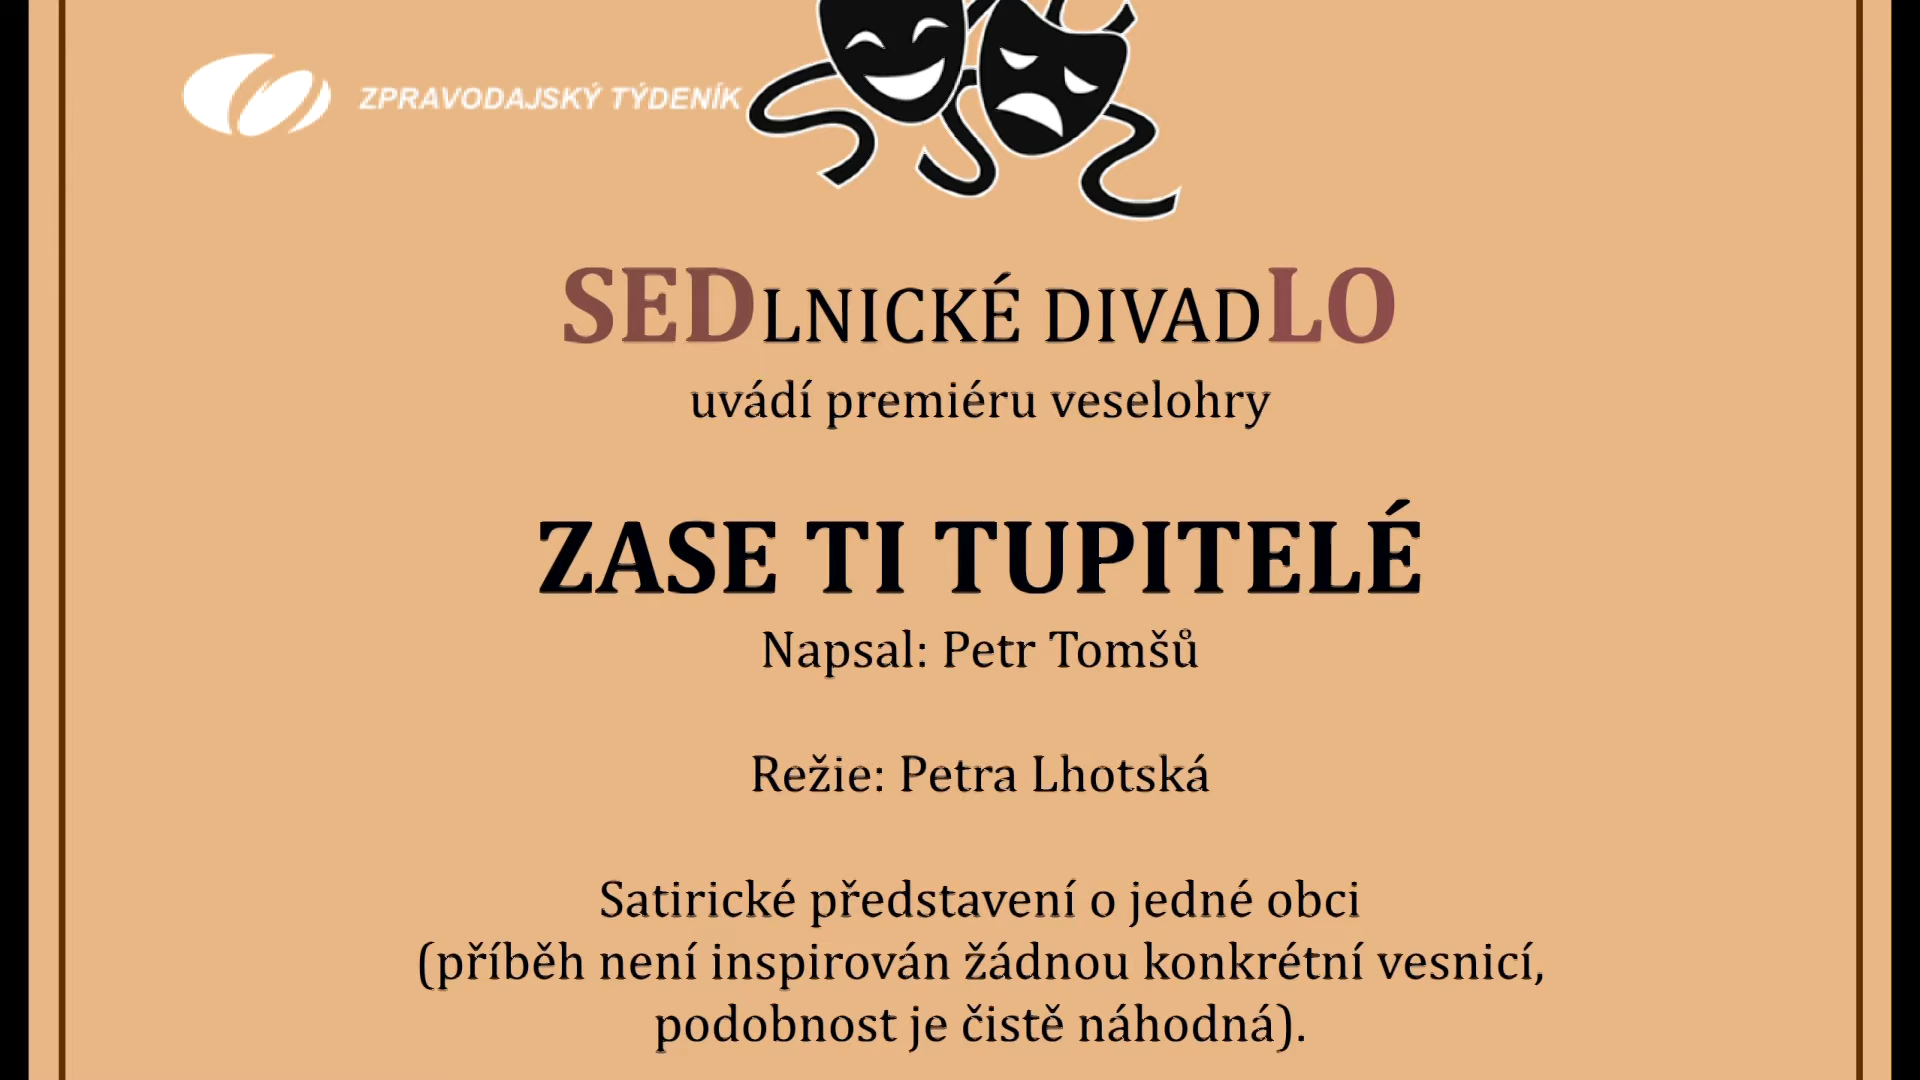 ZPRAVODAJSKÝ TÝDENÍK
SEDLNICKÉ DIVADLO
uvádí premiéru veselohry
ZASE TI TUPITELÉ
Napsal: Petr Tomšů
Režie: Petra Lhotská
Satirické představení o jedné obci
(příběh není inspirován žádnou konkrétní vesnicí,
podobnost je čistě náhodná).